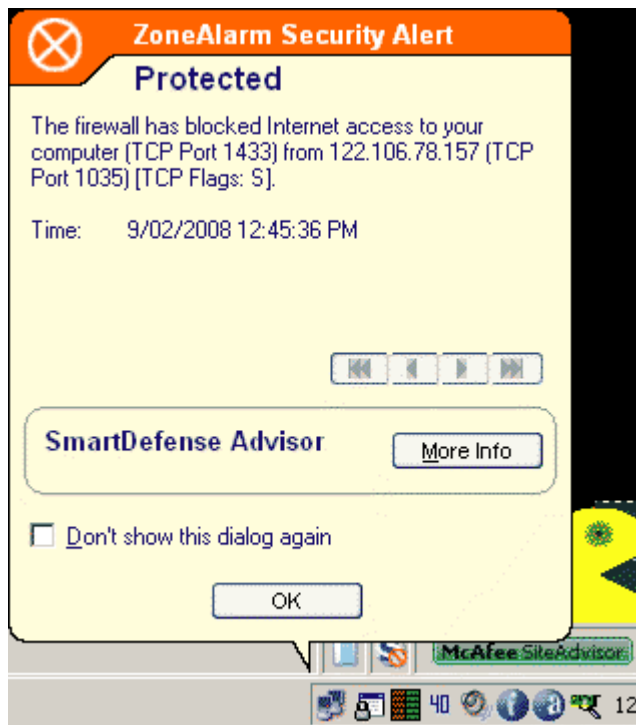 ZoneAlarm Security Alert
Protected
The firewall has blocked Internet access to your
computer (TCP Port 1433) from 122.106.78.157 (TCP
Port 1035) [TCP Flags: S].
Time: 9/02/2008 12:45:36 PM
SmartDefense Advisor
More Info
Don't show this dialog again
OK
McAfee SiteAdvisor
40
12